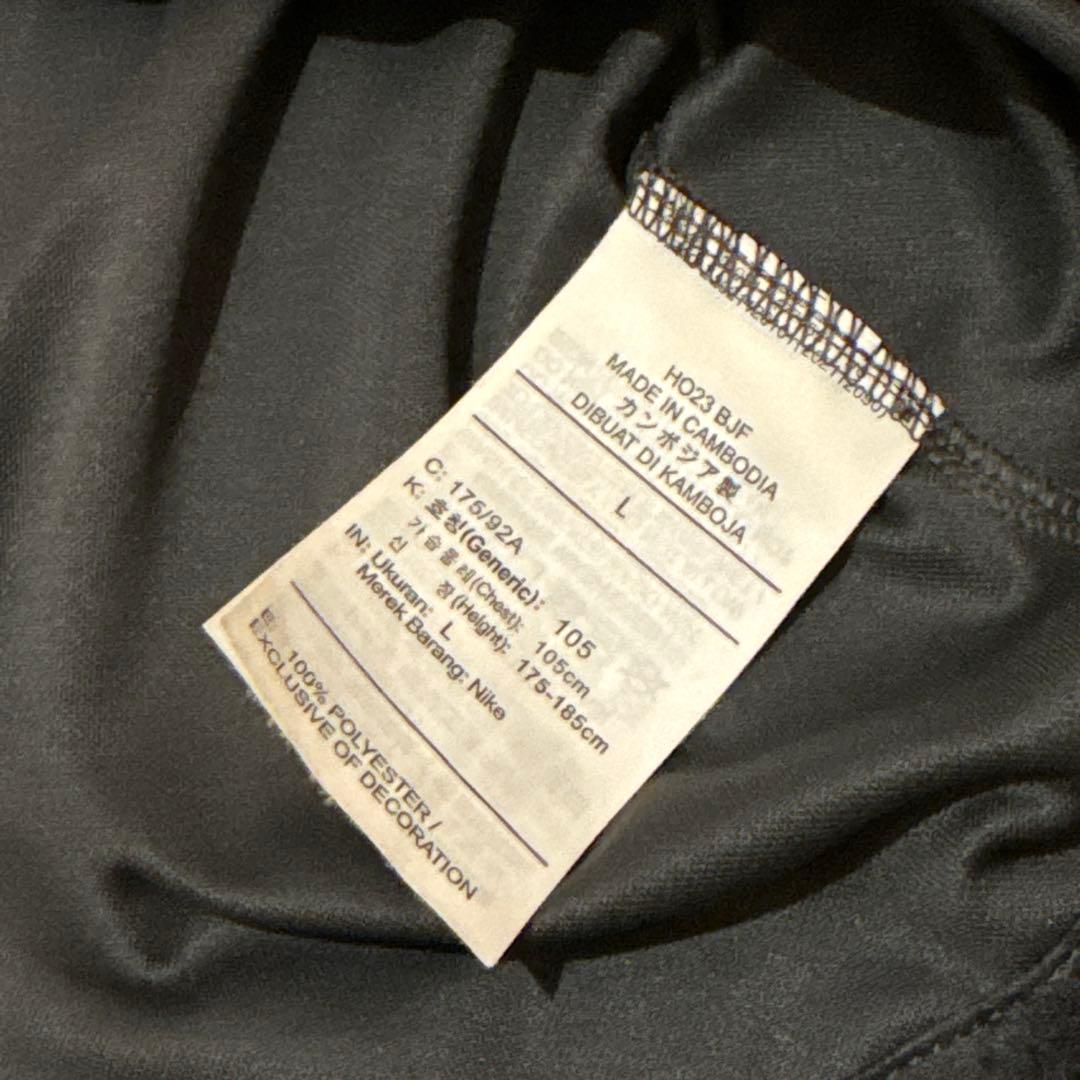 HO23 BJF
MADE IN CAMBODIA
カンボジア製
DIBUAT DI KAMBOJA
L
C: 175/92A
K: 호칭(Generic): 105
가슴둘레(Chest): 105cm
신 장(Height): 175-185cm
IN: Ukuran: L
Merek Barang: Nike
E:
100% POLYESTER /
EXCLUSIVE OF DECORATION